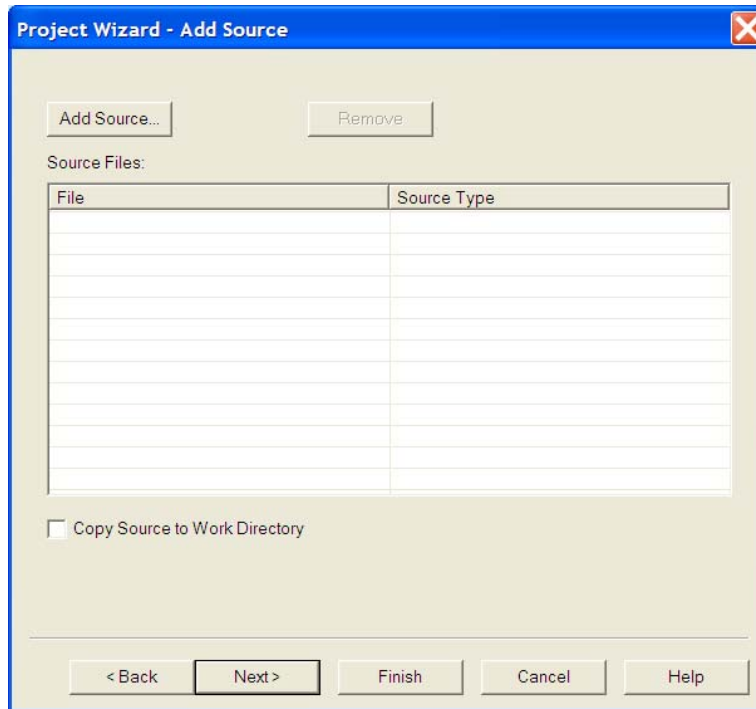 Project Wizard - Add Source
Add Source... Remove
Source Files:
File Source Type
Copy Source to Work Directory
< Back Next > Finish Cancel Help